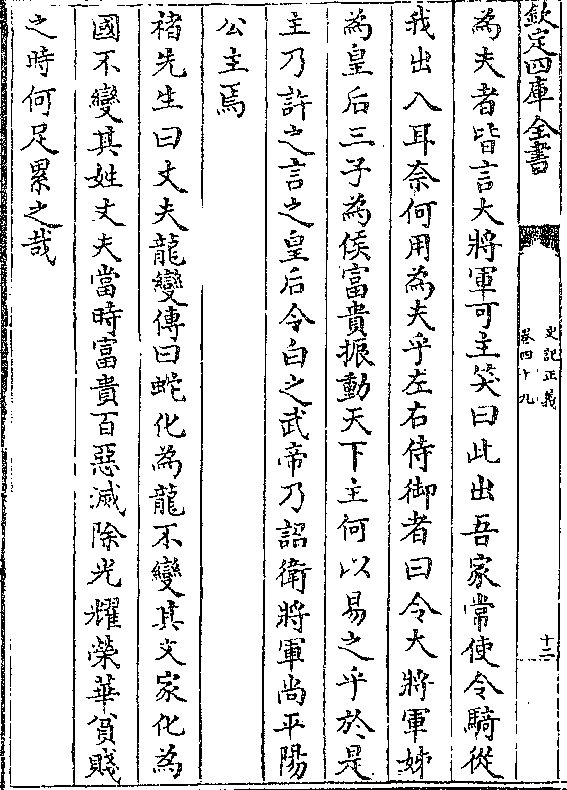 欽定四庫全書
史記正義
卷四十九
十二
為夫者皆言大將軍可主笑曰此出吾家常使令騎從
我出入耳奈何用為夫乎左右侍御者曰今大將軍姊
為皇后三子為侯富貴振動天下主何以易之乎於是
主乃許之言之皇后令白之武帝乃詔衛將軍尚平陽
公主焉
褚先生曰丈夫龍變傳曰蛇化為龍不變其文家化為
國不變其姓丈夫當時富貴百惡滅除光耀榮華貧賤
之時何足累之哉